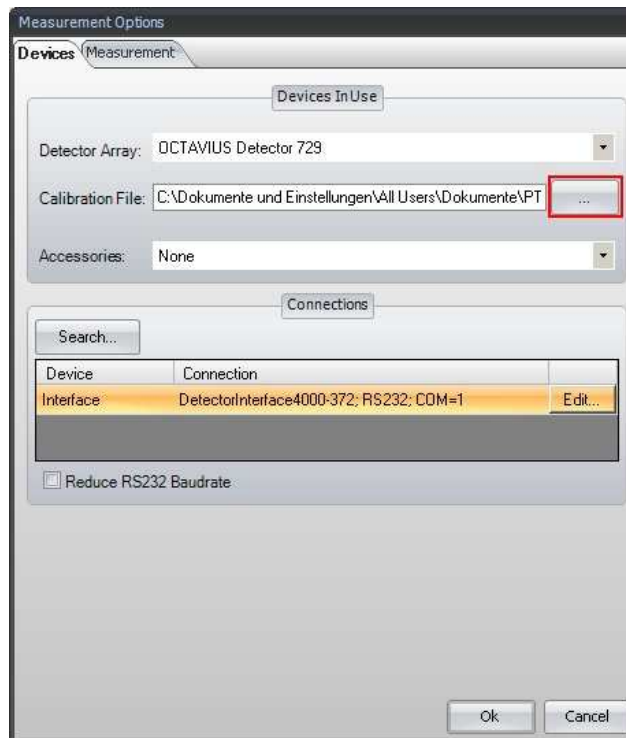 Measurement Options
Devices Measurement
Devices In Use
Detector Array: OCTAVIUS Detector 729
Calibration File: C:\Dokumente und Einstellungen\All Users\Dokumente\PT ...
Accessories: None
Connections
Search...
Device Connection
Interface DetectorInterface4000-372; RS232; COM=1 Edit...
Reduce RS232 Baudrate
Ok Cancel